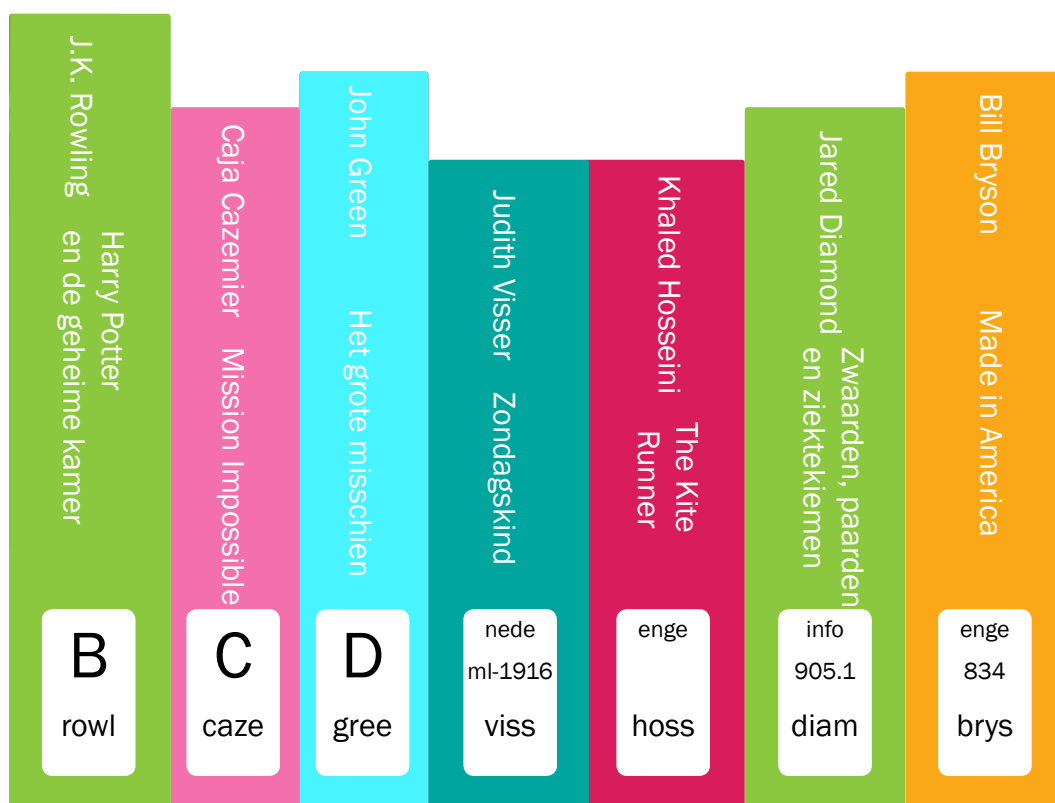 J.K. Rowling
Harry Potter
en de geheime kamer
B
rowl
Caja Cazemier
Mission Impossible
C
caze
John Green
Het grote misschien
D
gree
Judith Visser
Zondagskind
nede
ml-1916
viss
Khaled Hosseini
The Kite
Runner
enge
hoss
Jared Diamond
Zwaarden, paarden
en ziektekiemen
info
905.1
diam
Bill Bryson
Made in America
enge
834
brys